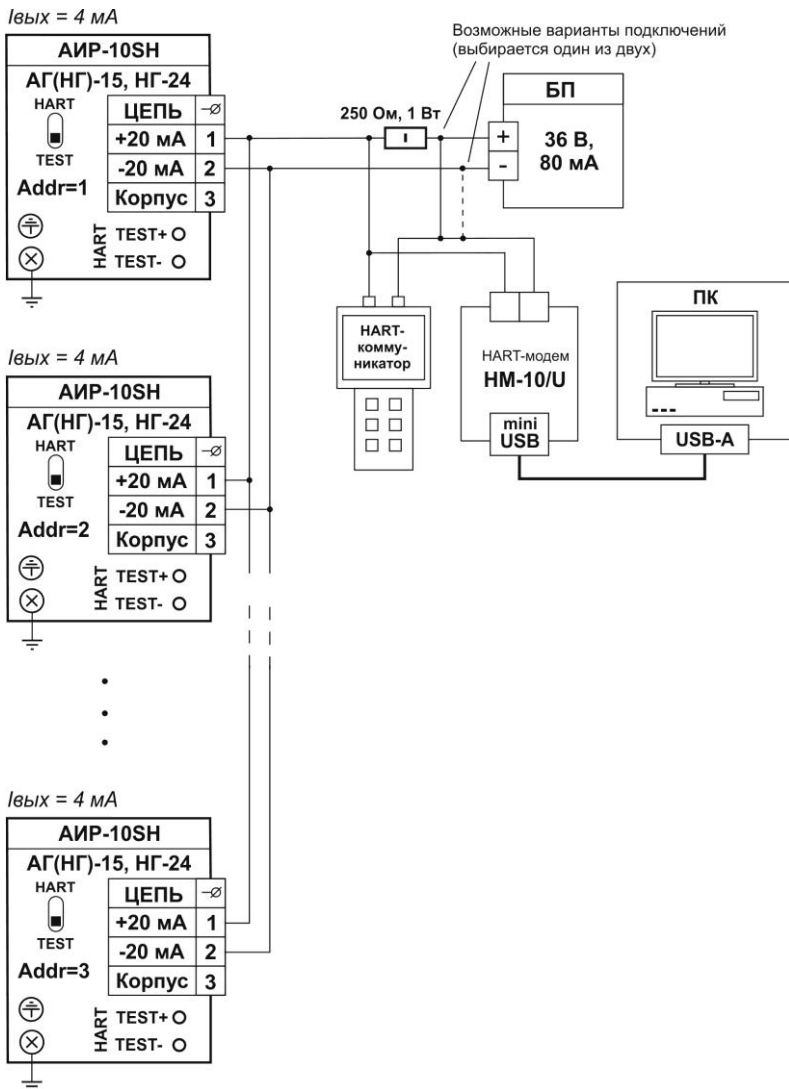 Iвых = 4 мА
АИР-10SH
АГ(НГ)-15, НГ-24
HART
TEST
Addr=1
ЦЕПЬ
+20 мА 1
-20 мА 2
Корпус 3
HART
TEST+
TEST-
Возможные варианты подключений
(выбирается один из двух)
250 Ом, 1 Вт
БП
+
-
36 В,
80 мА
HART-
комму-
никатор
HART-модем
HM-10/U
mini
USB
ПК
USB-A
Iвых = 4 мА
АИР-10SH
АГ(НГ)-15, НГ-24
HART
TEST
Addr=2
ЦЕПЬ
+20 мА 1
-20 мА 2
Корпус 3
HART
TEST+
TEST-
Iвых = 4 мА
АИР-10SH
АГ(НГ)-15, НГ-24
HART
TEST
Addr=3
ЦЕПЬ
+20 мА 1
-20 мА 2
Корпус 3
HART
TEST+
TEST-